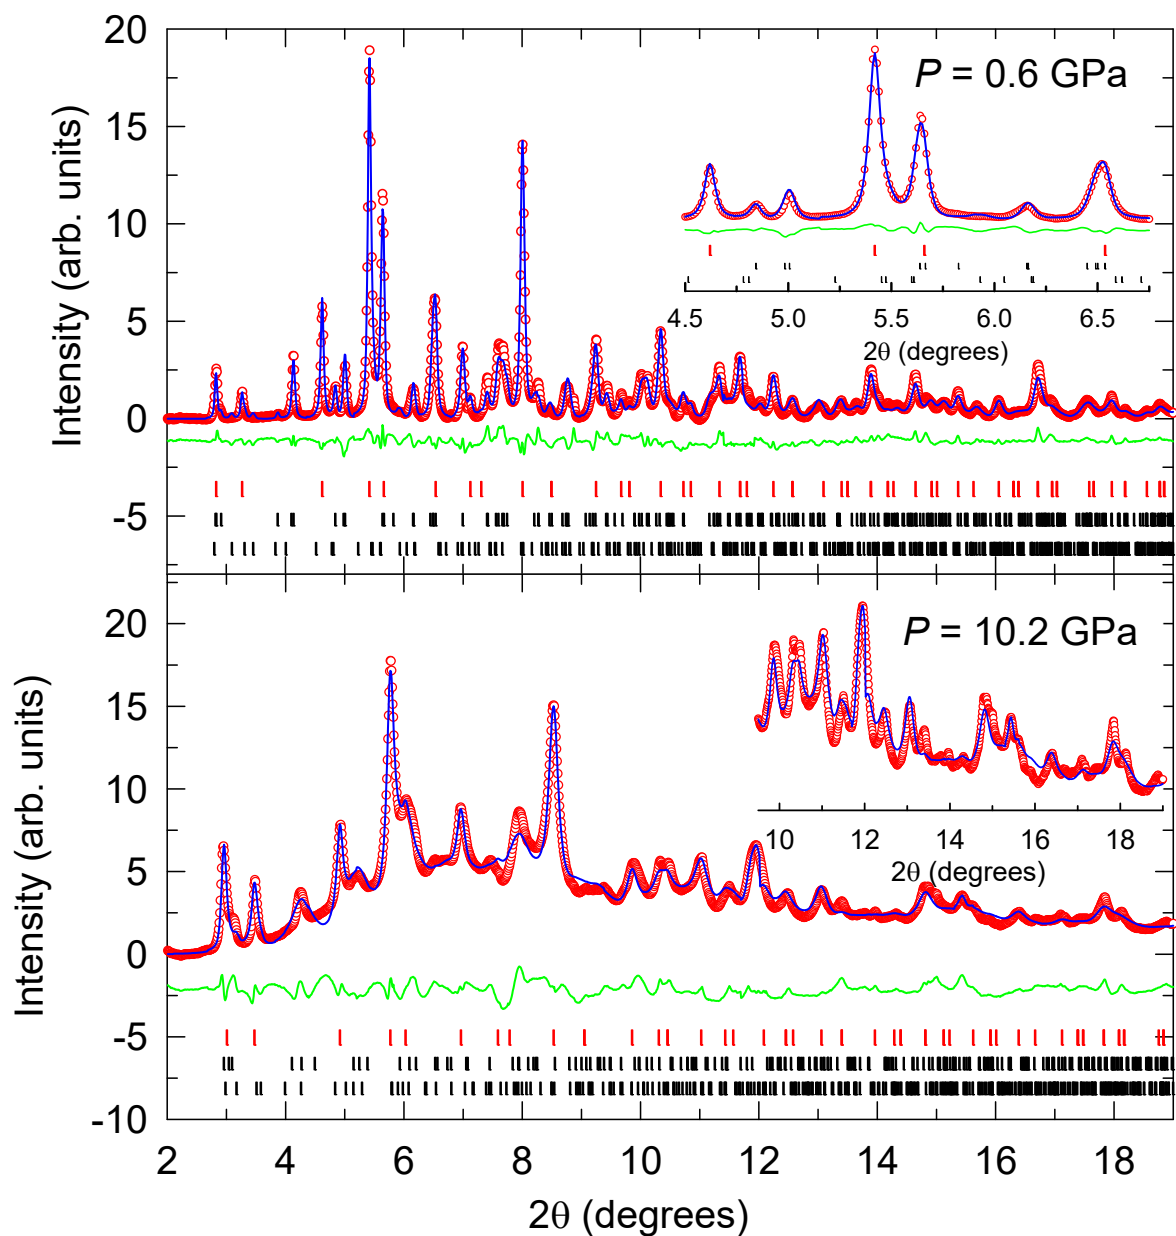 20
15
10
5
0
-5
Intensity (arb. units)
P = 0.6 GPa
4.5 5.0 5.5 6.0 6.5
2θ (degrees)
20
15
10
5
0
-5
-10
Intensity (arb. units)
P = 10.2 GPa
10 12 14 16 18
2θ (degrees)
2 4 6 8 10 12 14 16 18
2θ (degrees)